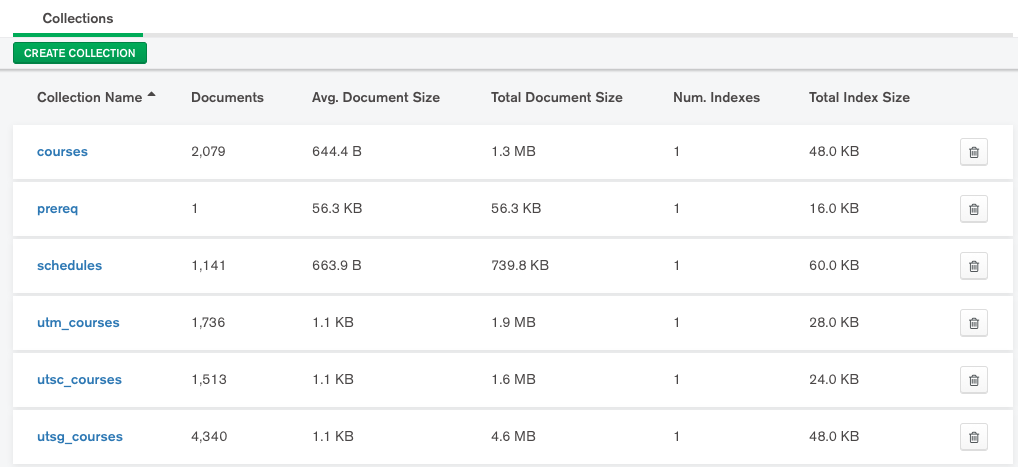 Collections
CREATE COLLECTION
Collection Name Documents Avg. Document Size Total Document Size Num. Indexes Total Index Size
courses 2,079 644.4 B 1.3 MB 1 48.0 KB
prereq 1 56.3 KB 56.3 KB 1 16.0 KB
schedules 1,141 663.9 B 739.8 KB 1 60.0 KB
utm_courses 1,736 1.1 KB 1.9 MB 1 28.0 KB
utsc_courses 1,513 1.1 KB 1.6 MB 1 24.0 KB
utsg_courses 4,340 1.1 KB 4.6 MB 1 48.0 KB